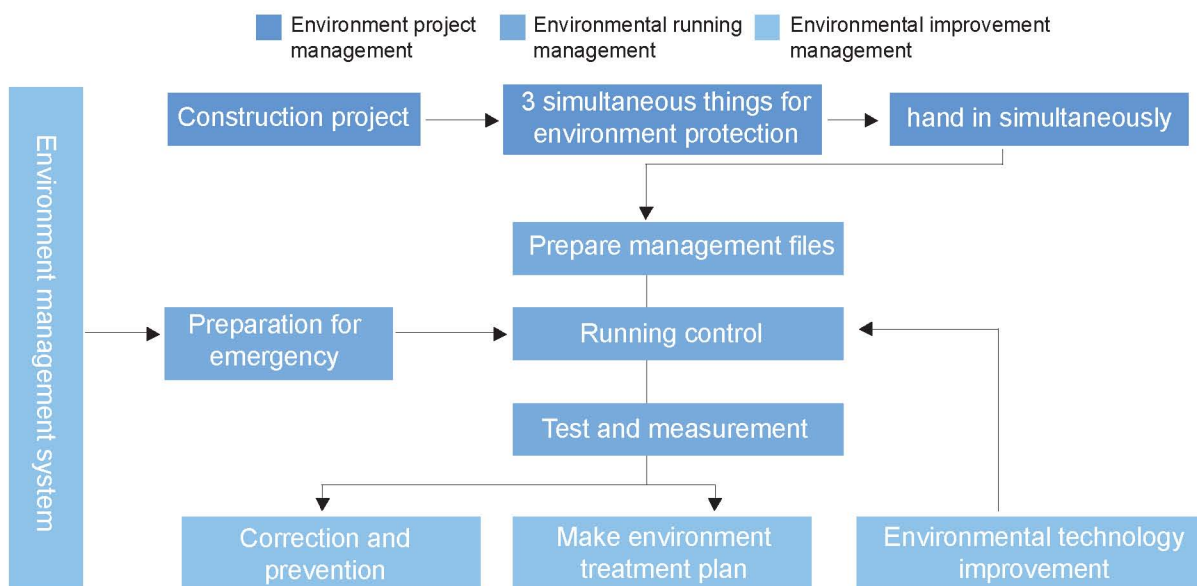 Environment project
management
Environmental running
management
Environmental improvement
management
Environment management system
Construction project
3 simultaneous things for
environment protection
hand in simultaneously
Prepare management files
Preparation for
emergency
Running control
Test and measurement
Correction and
prevention
Make environment
treatment plan
Environmental technology
improvement